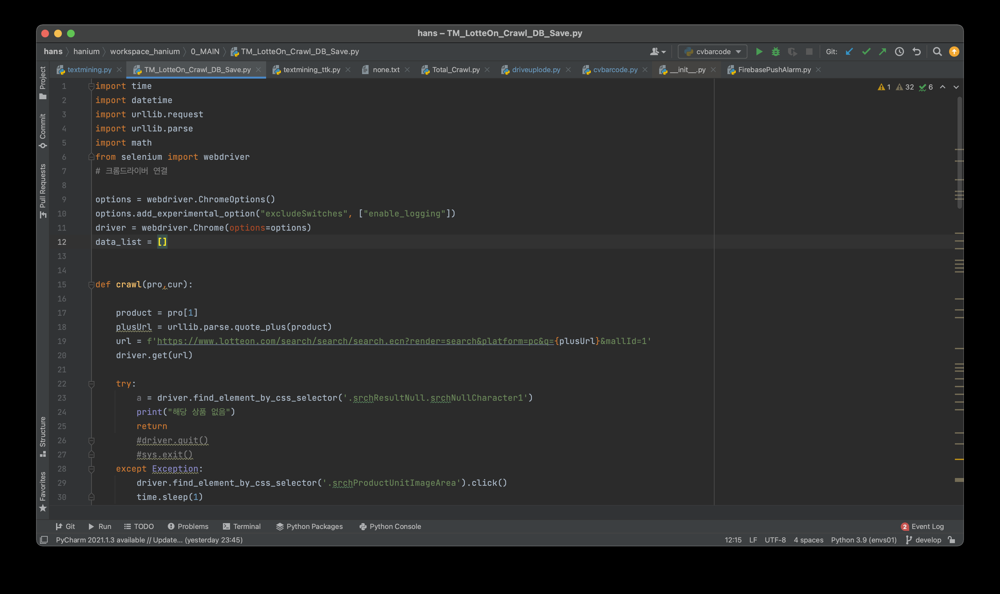 hans – TM_LotteOn_Crawl_DB_Save.py
hans hanium workspace_hanium 0_MAIN TM_LotteOn_Crawl_DB_Save.py cvbarcode Git:
textmining.py TM_LotteOn_Crawl_DB_Save.py textmining_ttk.py none.txt Total_Crawl.py driveuplode.py cvbarcode.py __init__.py FirebasePushAlarm.py
Project
Commit
Pull Requests
Structure
Favorites
1 32 6
1 import time
2 import datetime
3 import urllib.request
4 import urllib.parse
5 import math
6 from selenium import webdriver
7 # 크롬드라이버 연결
8
9 options = webdriver.ChromeOptions()
10 options.add_experimental_option("excludeSwitches", ["enable_logging"])
11 driver = webdriver.Chrome(options=options)
12 data_list = []
13
14
15 def crawl(pro,cur):
16
17     product = pro[1]
18     plusUrl = urllib.parse.quote_plus(product)
19     url = f'https://www.lotteon.com/search/search/search.ecn?render=search&platform=pc&q={plusUrl}&mallId=1'
20     driver.get(url)
21
22     try:
23         a = driver.find_element_by_css_selector('.srchResultNull.srchNullCharacter1')
24         print("해당 상품 없음")
25         return
26         #driver.quit()
27         #sys.exit()
28     except Exception:
29         driver.find_element_by_css_selector('.srchProductUnitImageArea').click()
30         time.sleep(1)
Git Run TODO Problems Terminal Python Packages Python Console 2 Event Log
PyCharm 2021.1.3 available // Update... (yesterday 23:45) 12:15 LF UTF-8 4 spaces Python 3.9 (envs01) develop